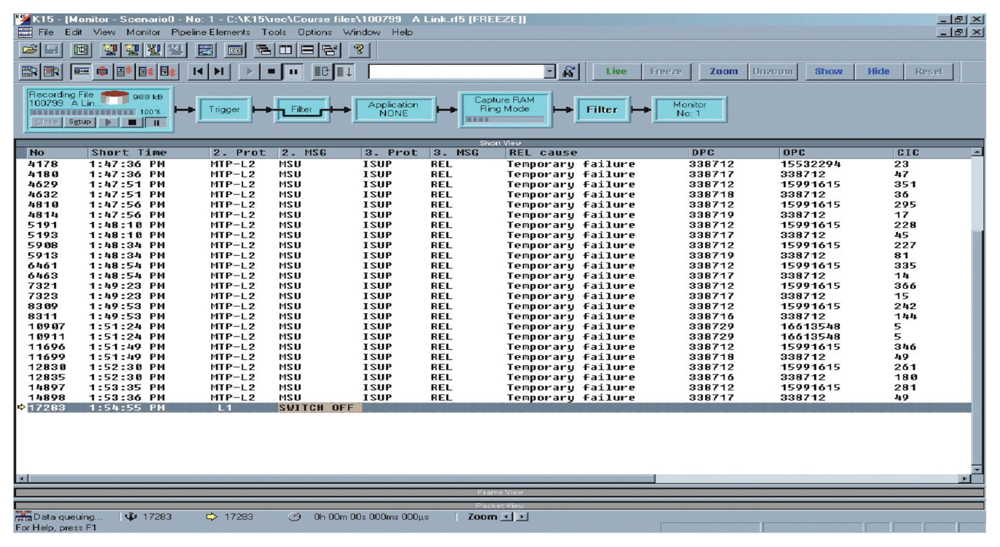 K15 - [Monitor - Scenario0 - No: 1 - C:\K15\rec\Course files\100799 A Link.rf5 [FREEZE]]
File Edit View Monitor Pipeline Elements Tools Options Window Help
Live Freeze Zoom Unzoom Show Hide Reset
Recording File
100799 A Lin... 988 kB
100%
Close Setup
Trigger
Filter
Application
NONE
Capture RAM
Ring Mode
Filter
Monitor
No: 1
Short View
No Short Time 2. Prot 2. MSG 3. Prot 3. MSG REL cause DPC OPC CIC
4178 1:47:36 PM MTP-L2 MSU ISUP REL Temporary failure 338712 15532294 23
4180 1:47:36 PM MTP-L2 MSU ISUP REL Temporary failure 338717 338712 47
4629 1:47:51 PM MTP-L2 MSU ISUP REL Temporary failure 338712 15991615 351
4632 1:47:51 PM MTP-L2 MSU ISUP REL Temporary failure 338718 338712 36
4810 1:47:56 PM MTP-L2 MSU ISUP REL Temporary failure 338712 15991615 295
4814 1:47:56 PM MTP-L2 MSU ISUP REL Temporary failure 338719 338712 17
5191 1:48:10 PM MTP-L2 MSU ISUP REL Temporary failure 338712 15991615 228
5193 1:48:10 PM MTP-L2 MSU ISUP REL Temporary failure 338717 338712 45
5908 1:48:34 PM MTP-L2 MSU ISUP REL Temporary failure 338712 15991615 227
5913 1:48:34 PM MTP-L2 MSU ISUP REL Temporary failure 338719 338712 81
6461 1:48:54 PM MTP-L2 MSU ISUP REL Temporary failure 338712 15991615 335
6463 1:48:54 PM MTP-L2 MSU ISUP REL Temporary failure 338717 338712 14
7321 1:49:23 PM MTP-L2 MSU ISUP REL Temporary failure 338712 15991615 366
7323 1:49:23 PM MTP-L2 MSU ISUP REL Temporary failure 338717 338712 15
8309 1:49:53 PM MTP-L2 MSU ISUP REL Temporary failure 338712 15991615 242
8311 1:49:53 PM MTP-L2 MSU ISUP REL Temporary failure 338716 338712 144
10907 1:51:24 PM MTP-L2 MSU ISUP REL Temporary failure 338729 16613548 5
10911 1:51:24 PM MTP-L2 MSU ISUP REL Temporary failure 338729 16613548 5
11696 1:51:49 PM MTP-L2 MSU ISUP REL Temporary failure 338712 15991615 346
11699 1:51:49 PM MTP-L2 MSU ISUP REL Temporary failure 338718 338712 49
12830 1:52:30 PM MTP-L2 MSU ISUP REL Temporary failure 338712 15991615 261
12835 1:52:30 PM MTP-L2 MSU ISUP REL Temporary failure 338716 338712 180
14897 1:53:35 PM MTP-L2 MSU ISUP REL Temporary failure 338712 15991615 281
14898 1:53:36 PM MTP-L2 MSU ISUP REL Temporary failure 338717 338712 49
17283 1:54:55 PM L1 SWITCH OFF
Frame View
Packet View
Data queuing... 17283 17283 0h 00m 00s 000ms 000µs Zoom
For Help, press F1